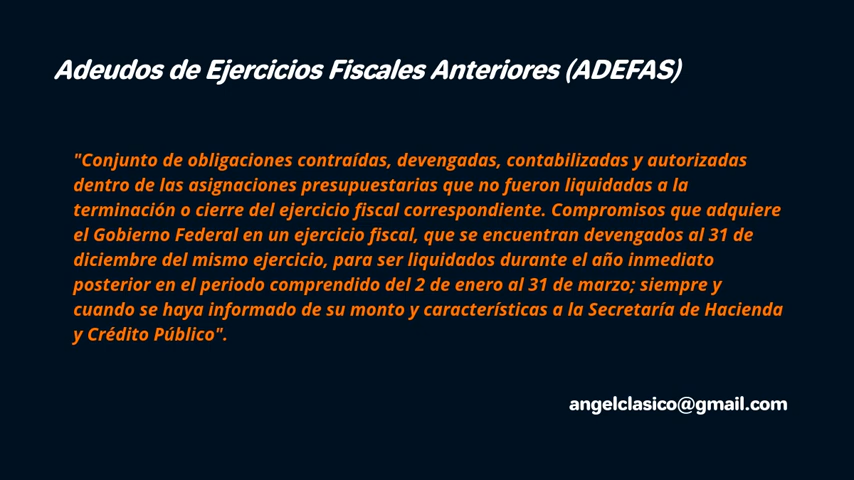 Adeudos de Ejercicios Fiscales Anteriores (ADEFAS)
"Conjunto de obligaciones contraídas, devengadas, contabilizadas y autorizadas
dentro de las asignaciones presupuestarias que no fueron liquidadas a la
terminación o cierre del ejercicio fiscal correspondiente. Compromisos que adquiere
el Gobierno Federal en un ejercicio fiscal, que se encuentran devengados al 31 de
diciembre del mismo ejercicio, para ser liquidados durante el año inmediato
posterior en el periodo comprendido del 2 de enero al 31 de marzo; siempre y
cuando se haya informado de su monto y características a la Secretaría de Hacienda
y Crédito Público".
angelclasico@gmail.com